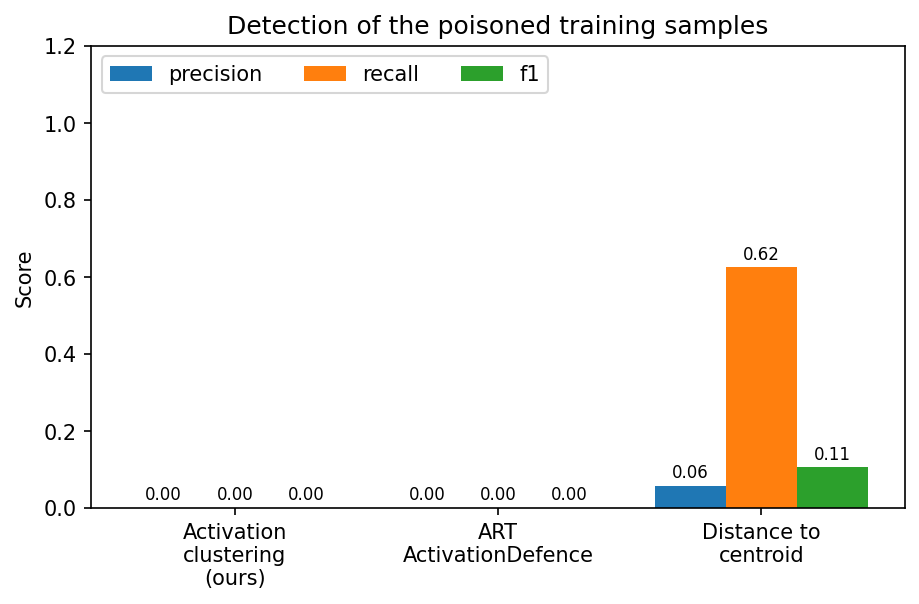 Detection of the poisoned training samples
precision recall f1
Score
1.2
1.0
0.8
0.6
0.4
0.2
0.0
0.00 0.00 0.00
0.00 0.00 0.00
0.06 0.62 0.11
Activation
clustering
(ours)
ART
ActivationDefence
Distance to
centroid